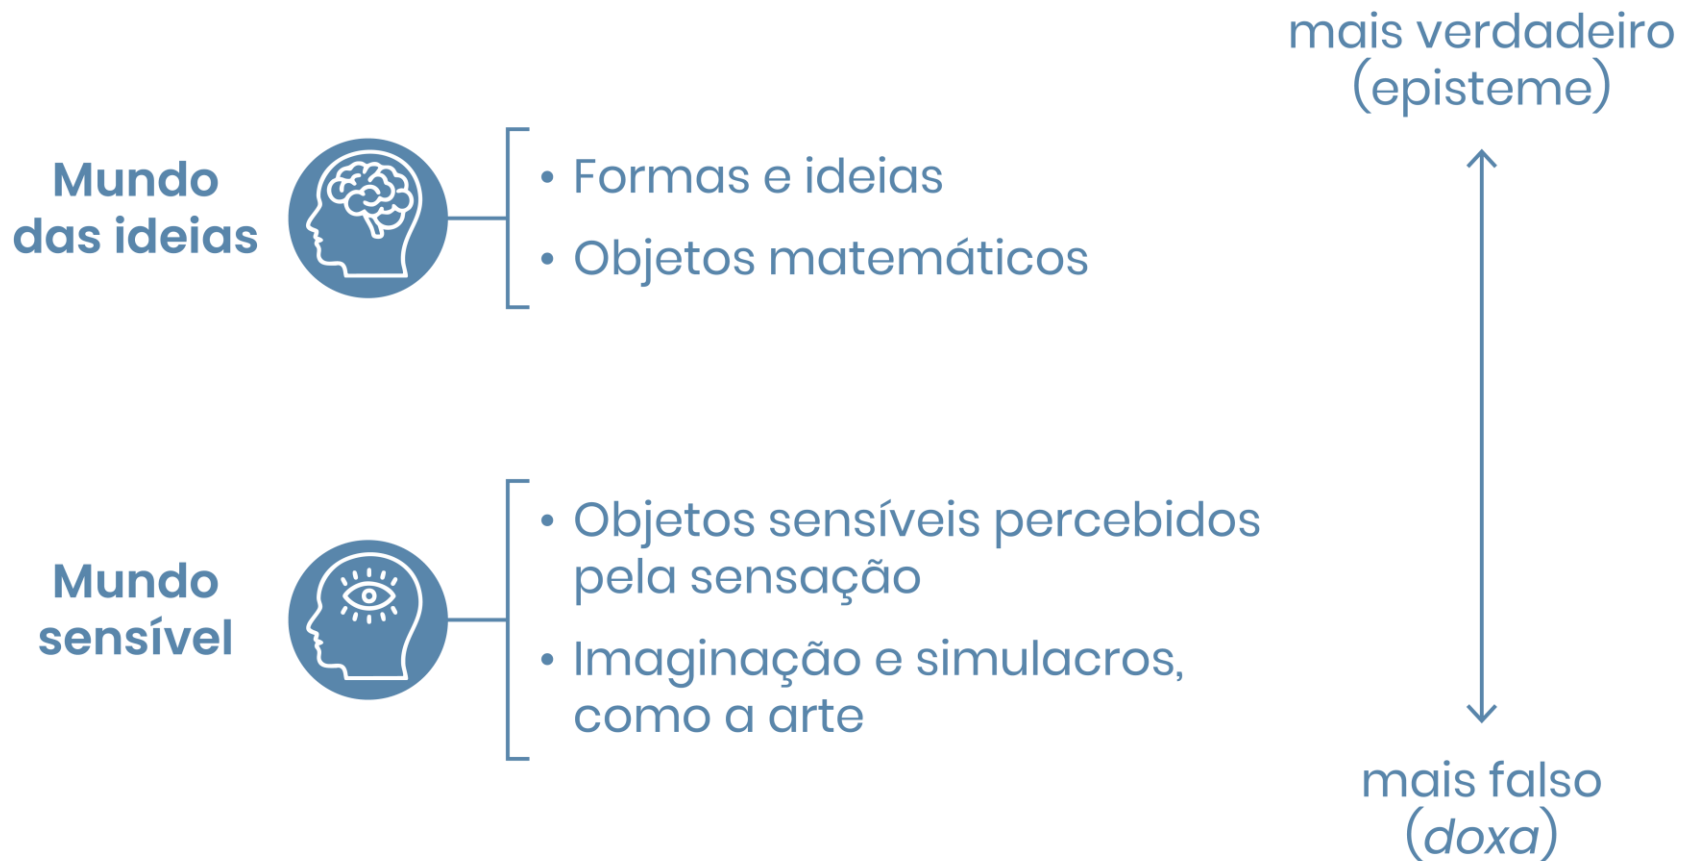 mais verdadeiro
(episteme)
Mundo
das ideias
• Formas e ideias
• Objetos matemáticos
Mundo
sensível
• Objetos sensíveis percebidos
pela sensação
• Imaginação e simulacros,
como a arte
mais falso
(doxa)